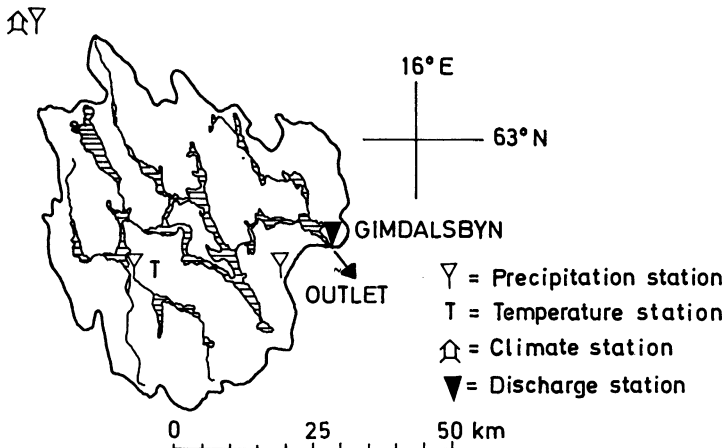 16° E
63° N
GIMDALSBYN
T
OUTLET
= Precipitation station
T = Temperature station
= Climate station
= Discharge station
0 25 50 km